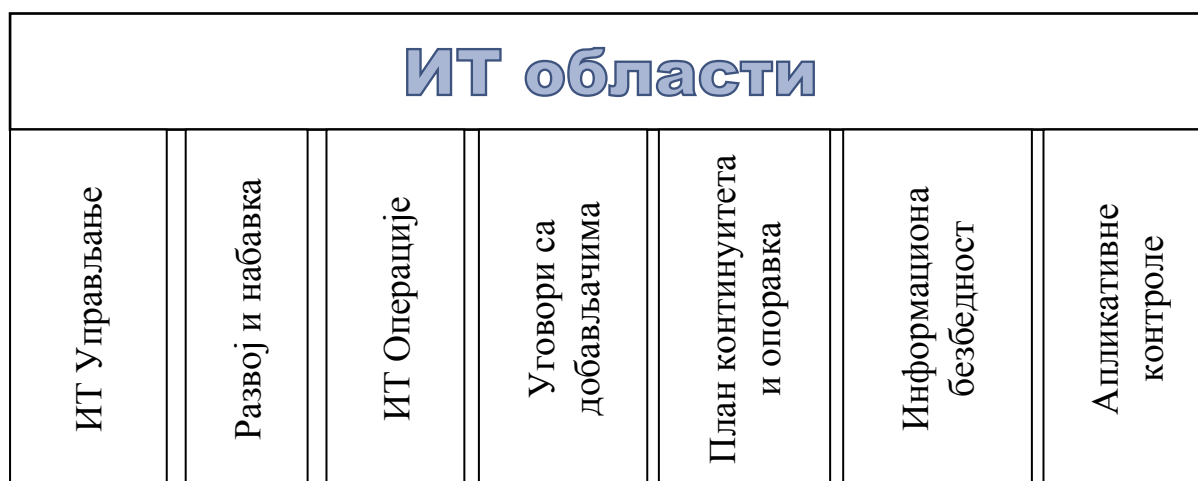 ИТ области
ИТ Управљање
Развој и набавка
ИТ Операције
Уговори са
добављачима
План континуитета
и опоравка
Информациона
безбедност
Апликативне
контроле